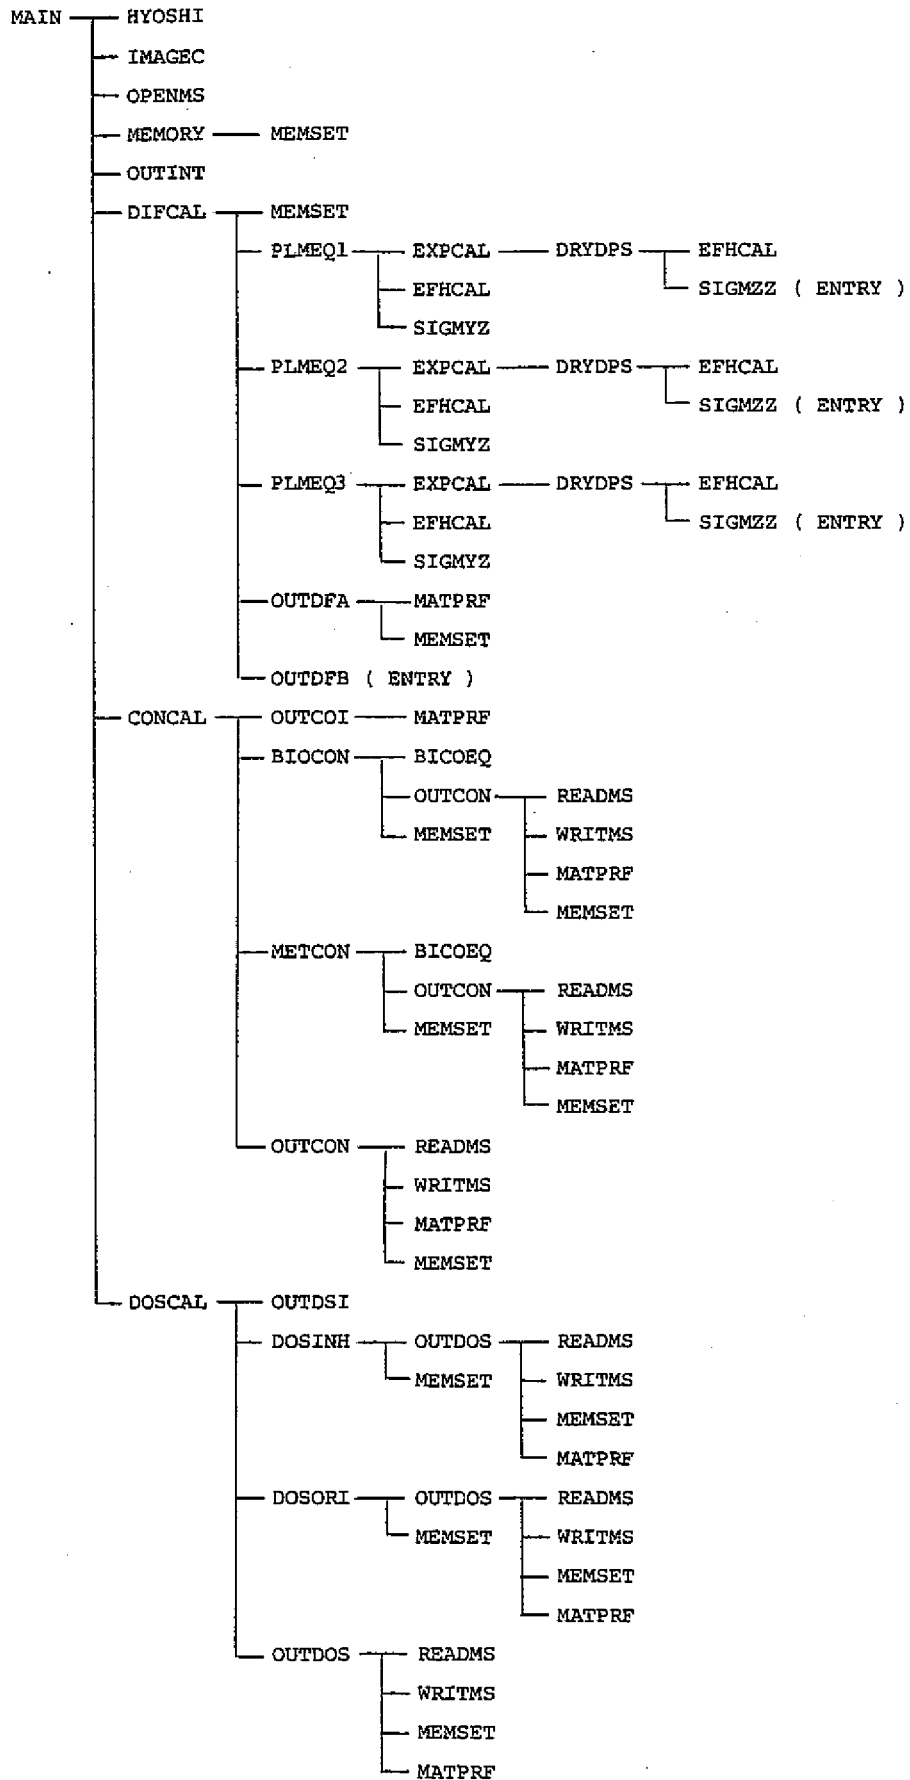 MAIN HYOSHI
IMAGEC
OPENMS
MEMORY MEMSET
OUTINT
DIFCAL MEMSET
PLMEQ1 EXPCAL DRYDPS EFHCAL
EFHCAL SIGMZZ ( ENTRY )
SIGMYZ
PLMEQ2 EXPCAL DRYDPS EFHCAL
EFHCAL SIGMZZ ( ENTRY )
SIGMYZ
PLMEQ3 EXPCAL DRYDPS EFHCAL
EFHCAL SIGMZZ ( ENTRY )
SIGMYZ
OUTDFA MATPRF
MEMSET
OUTDFB ( ENTRY )
CONCAL OUTCOI MATPRF
BIOCON BICOEQ
OUTCON READMS
MEMSET WRITMS
MATPRF
MEMSET
METCON BICOEQ
OUTCON READMS
MEMSET WRITMS
MATPRF
MEMSET
OUTCON READMS
WRITMS
MATPRF
MEMSET
DOSCAL OUTDSI
DOSINH OUTDOS READMS
MEMSET WRITMS
MEMSET
MATPRF
DOSORI OUTDOS READMS
MEMSET WRITMS
MEMSET
MATPRF
OUTDOS READMS
WRITMS
MEMSET
MATPRF